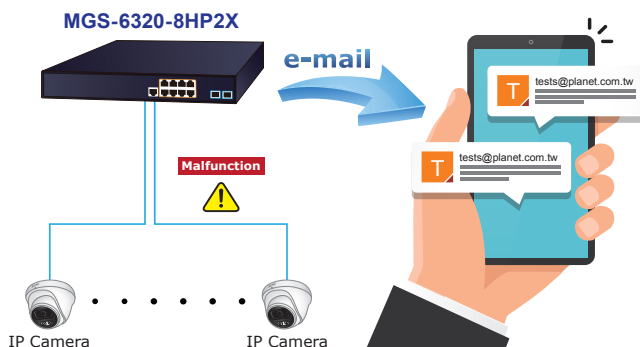 MGS-6320-8HP2X
e-mail
T
tests@planet.com.tw
T
tests@planet.com.tw
Malfunction
!
IP Camera
IP Camera